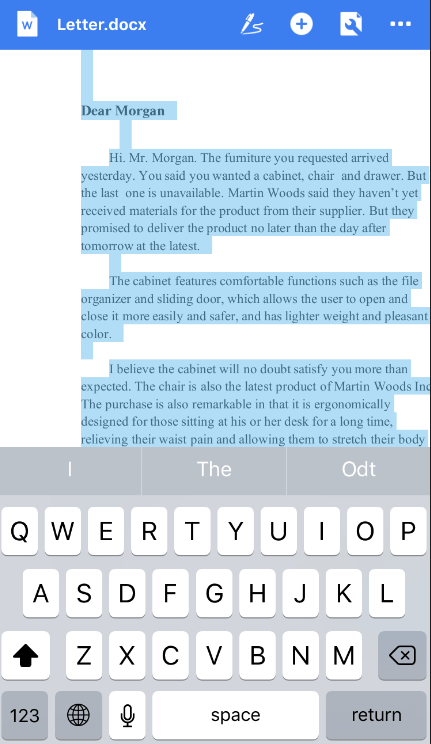 W Letter.docx
Dear Morgan
Hi. Mr. Morgan. The furniture you requested arrived
yesterday. You said you wanted a cabinet, chair and drawer. But
the last one is unavailable. Martin Woods said they haven't yet
received materials for the product from their supplier. But they
promised to deliver the product no later than the day after
tomorrow at the latest.
The cabinet features comfortable functions such as the file
organizer and sliding door, which allows the user to open and
close it more easily and safer, and has lighter weight and pleasant
color.
I believe the cabinet will no doubt satisfy you more than
expected. The chair is also the latest product of Martin Woods Inc
The purchase is also remarkable in that it is ergonomically
designed for those sitting at his or her desk for a long time,
relieving their waist pain and allowing them to stretch their body
I The Odt
Q W E R T Y U I O P
A S D F G H J K L
Z X C V B N M
123 space return